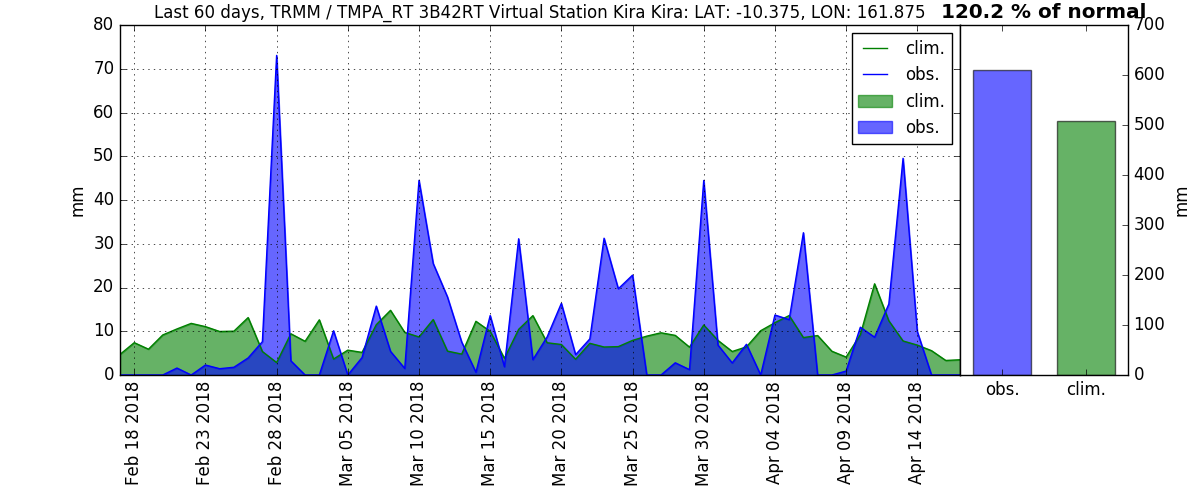 Last 60 days, TRMM / TMPA_RT 3B42RT Virtual Station Kira Kira: LAT: -10.375, LON: 161.875
120.2 % of normal
80
70
60
50
40
30
20
10
0
mm
clim.
obs.
clim.
obs.
Feb 18 2018
Feb 23 2018
Feb 28 2018
Mar 05 2018
Mar 10 2018
Mar 15 2018
Mar 20 2018
Mar 25 2018
Mar 30 2018
Apr 04 2018
Apr 09 2018
Apr 14 2018
700
600
500
400
300
200
100
0
mm
obs. clim.